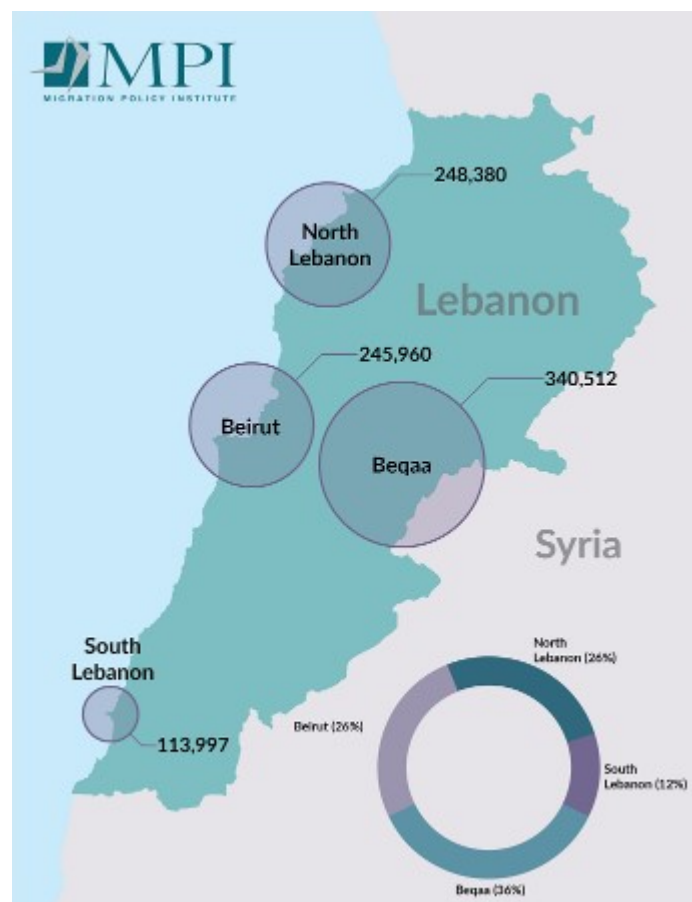 MPI
MIGRATION POLICY INSTITUTE
248,380
North
Lebanon
Lebanon
245,960
340,512
Beirut
Beqaa
Syria
South
Lebanon
113,997
North
Lebanon (26%)
Beirut (26%)
South
Lebanon (12%)
Beqaa (36%)